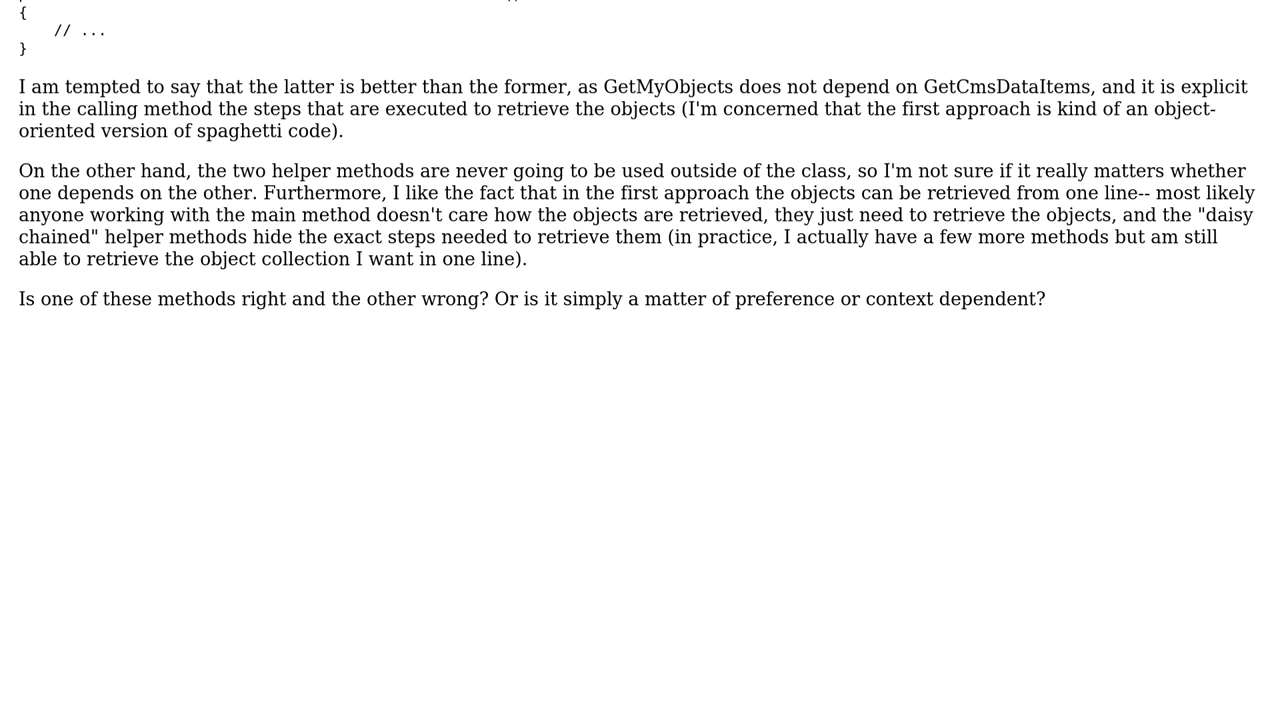 {
    // ...
}
I am tempted to say that the latter is better than the former, as GetMyObjects does not depend on GetCmsDataItems, and it is explicit
in the calling method the steps that are executed to retrieve the objects (I'm concerned that the first approach is kind of an object-
oriented version of spaghetti code).
On the other hand, the two helper methods are never going to be used outside of the class, so I'm not sure if it really matters whether
one depends on the other. Furthermore, I like the fact that in the first approach the objects can be retrieved from one line-- most likely
anyone working with the main method doesn't care how the objects are retrieved, they just need to retrieve the objects, and the "daisy
chained" helper methods hide the exact steps needed to retrieve them (in practice, I actually have a few more methods but am still
able to retrieve the object collection I want in one line).
Is one of these methods right and the other wrong? Or is it simply a matter of preference or context dependent?